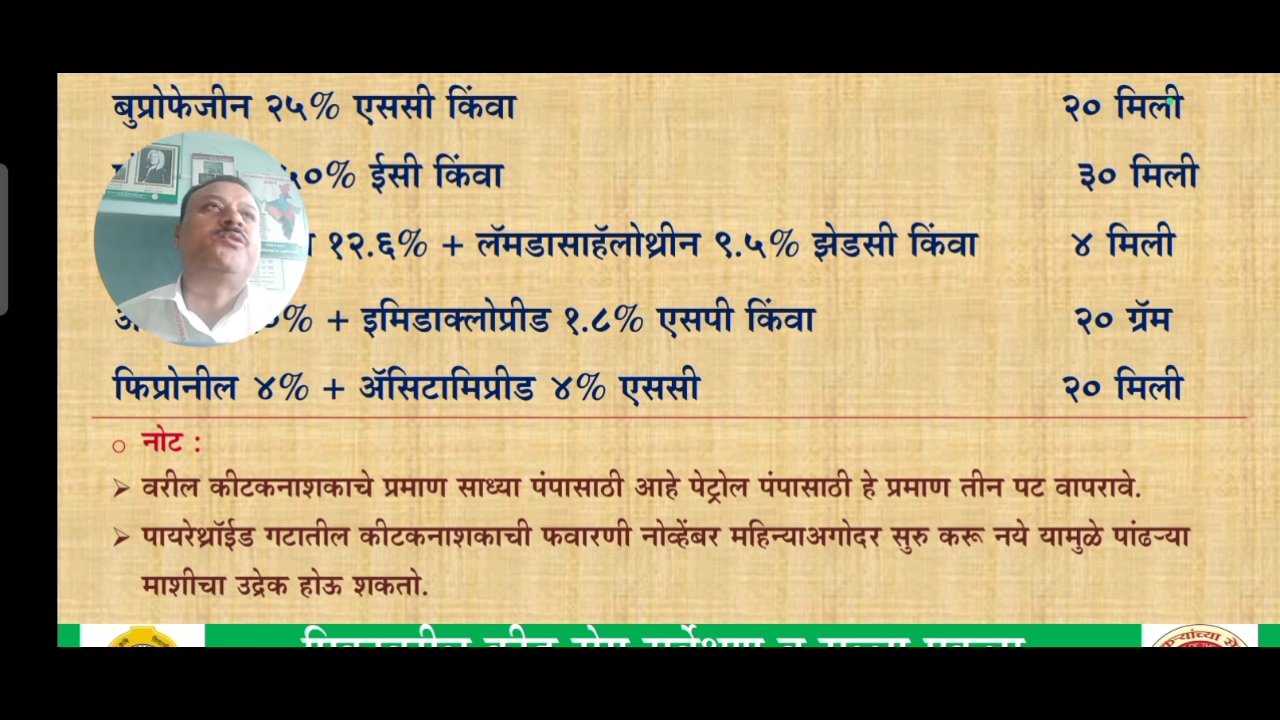 बुप्रोफेजीन २५% एससी किंवा २० मिली
५०% ईसी किंवा ३० मिली
१२.६% + लॅमडासाहॅलोथ्रीन ९.५% झेडसी किंवा ४ मिली
+ इमिडाक्लोप्रीड १.८% एसपी किंवा २० ग्रॅम
फिप्रोनील ४% + ॲसिटामिप्रीड ४% एससी २० मिली
नोट :
वरील कीटकनाशकाचे प्रमाण साध्या पंपासाठी आहे पेट्रोल पंपासाठी हे प्रमाण तीन पट वापरावे.
पायरेथ्रॉईड गटातील कीटकनाशकाची फवारणी नोव्हेंबर महिन्याअगोदर सुरु करू नये यामुळे पांढऱ्या
माशीचा उद्रेक होऊ शकतो.